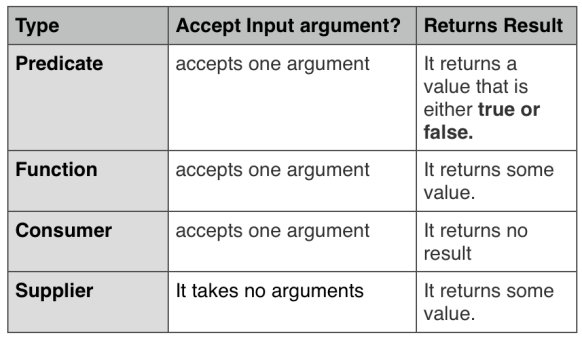 Type Accept Input argument? Returns Result
Predicate accepts one argument It returns a
value that is
either true or
false.
Function accepts one argument It returns some
value.
Consumer accepts one argument It returns no
result
Supplier It takes no arguments It returns some
value.